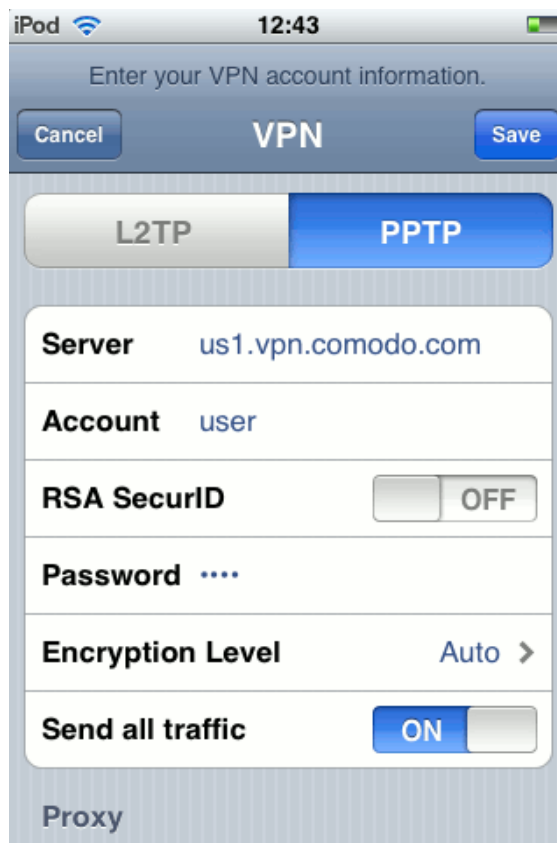 iPod 12:43
Enter your VPN account information.
Cancel VPN Save
L2TP PPTP
Server us1.vpn.comodo.com
Account user
RSA SecurID OFF
Password ••••
Encryption Level Auto
Send all traffic ON
Proxy